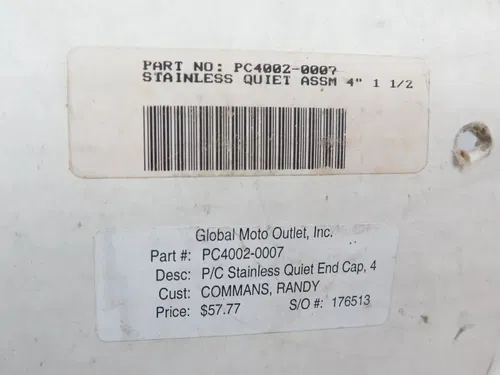 PART NO: PC4002-0007
STAINLESS QUIET ASSM 4" 1 1/2
Global Moto Outlet, Inc.
Part #: PC4002-0007
Desc: P/C Stainless Quiet End Cap, 4
Cust: COMMANS, RANDY
Price: $57.77 S/O #: 176513